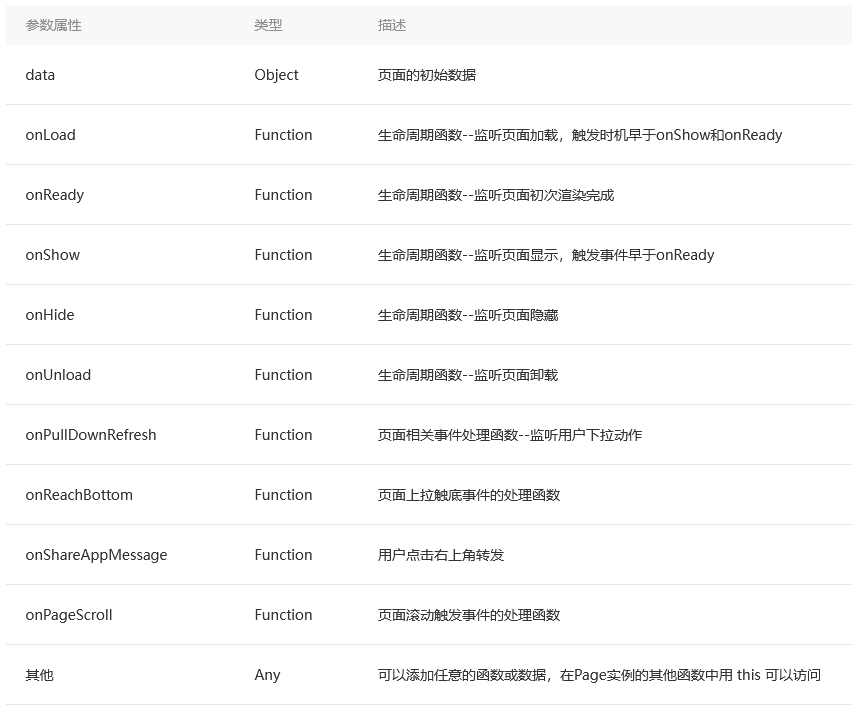 参数属性 类型 描述
data Object 页面的初始数据
onLoad Function 生命周期函数--监听页面加载，触发时机早于onShow和onReady
onReady Function 生命周期函数--监听页面初次渲染完成
onShow Function 生命周期函数--监听页面显示，触发事件早于onReady
onHide Function 生命周期函数--监听页面隐藏
onUnload Function 生命周期函数--监听页面卸载
onPullDownRefresh Function 页面相关事件处理函数--监听用户下拉动作
onReachBottom Function 页面上拉触底事件的处理函数
onShareAppMessage Function 用户点击右上角转发
onPageScroll Function 页面滚动触发事件的处理函数
其他 Any 可以添加任意的函数或数据，在Page实例的其他函数中用 this 可以访问